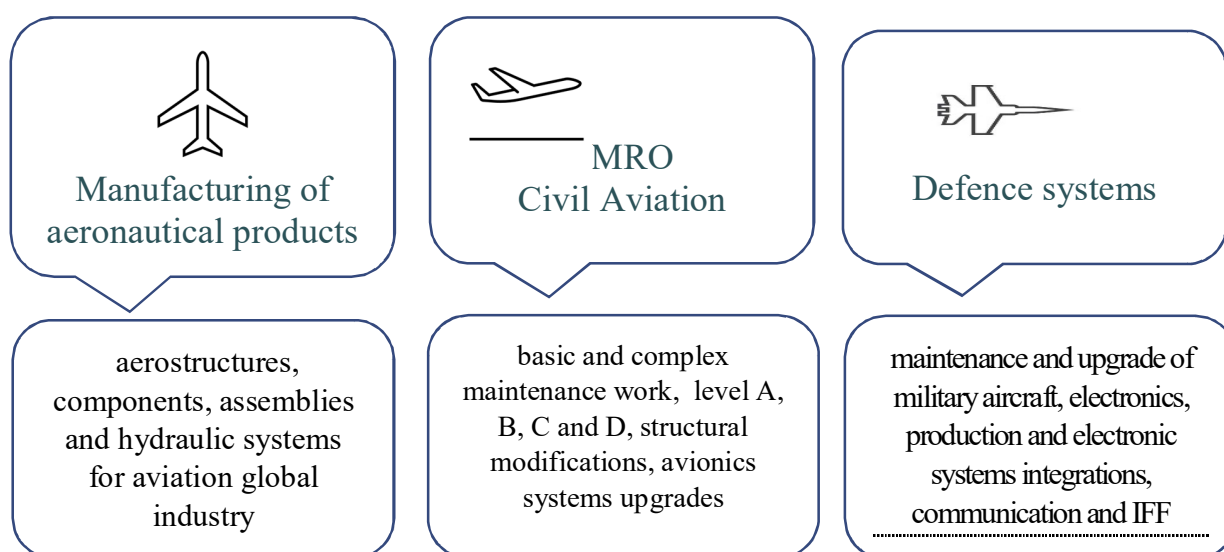 Manufacturing of
aeronautical products
MRO
Civil Aviation
Defence systems
aerostructures,
components, assemblies
and hydraulic systems
for aviation global
industry
basic and complex
maintenance work, level A,
B, C and D, structural
modifications, avionics
systems upgrades
maintenance and upgrade of
military aircraft, electronics,
production and electronic
systems integrations,
communication and IFF